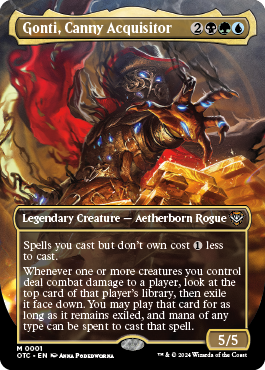 Gonti, Canny Acquisitor 2
Legendary Creature — Aetherborn Rogue
Spells you cast but don't own cost 1 less
to cast.
Whenever one or more creatures you control
deal combat damage to a player, look at the
top card of that player's library, then exile
it face down. You may play that card for as
long as it remains exiled, and mana of any
type can be spent to cast that spell.
5/5
M 0001
OTC • EN Anna Podedworna
™ & © 2024 Wizards of the Coast